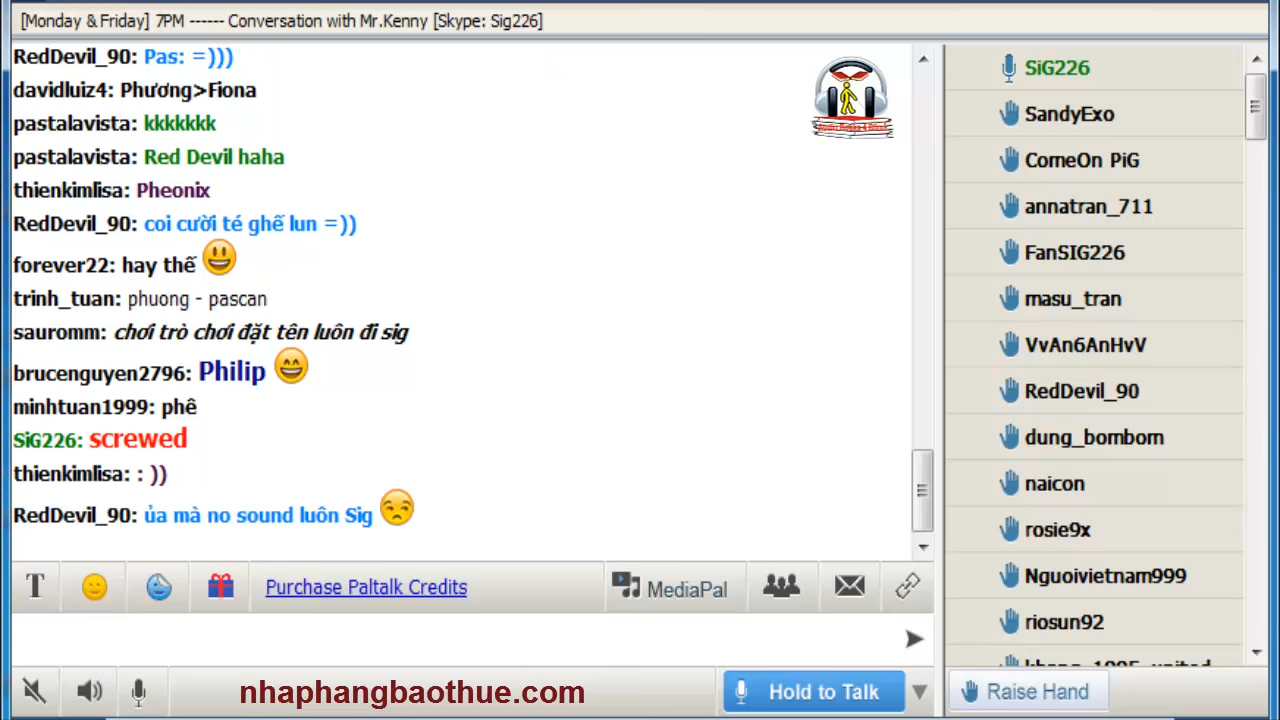 [Monday & Friday] 7PM ------ Conversation with Mr.Kenny [Skype: Sig226]
RedDevil_90: Pas: =)))
davidluiz4: Phương>Fiona
pastalavista: kkkkkkk
pastalavista: Red Devil haha
thienkimlisa: Pheonix
RedDevil_90: coi cười té ghế lun =))
forever22: hay thế
trinh_tuan: phuong - pascan
sauromm: chơi trò chơi đặt tên luôn đi sig
brucenguyen2796: Philip
minhtuan1999: phê
SiG226: screwed
thienkimlisa: : ))
RedDevil_90: ủa mà no sound luôn Sig
T
Purchase Paltalk Credits
MediaPal
nhaphangbaothue.com
Hold to Talk
SiG226
SandyExo
ComeOn PiG
annatran_711
FanSIG226
masu_tran
VvAn6AnHvV
RedDevil_90
dung_bombom
naicon
rosie9x
Nguoivietnam999
riosun92
Raise Hand